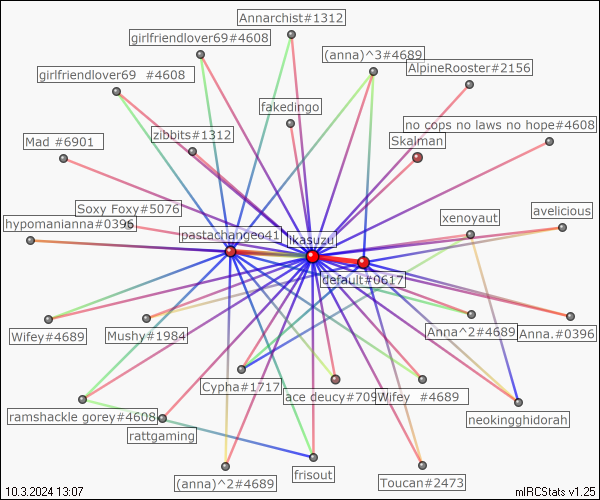 Annarchist#1312
girlfriendlover69#4608
(anna)^3#4689
AlpineRooster#2156
girlfriendlover69 #4608
fakedingo
no cops no laws no hope#4608
zibbits#1312
Skalman
Mad #6901
Soxy Foxy#5076
avelicious
xenoyaut
hypomanianna#0396
pastachangeo41
likasuzu
default#0617
Wifey#4689
Mushy#1984
Anna^2#4689
Anna.#0396
Cypha#1717
ace deucy#709
Wifey #4689
ramshackle gorey#4608
neokingghidorah
rattgaming
(anna)^2#4689
frisout
Toucan#2473
10.3.2024 13:07
mIRCStats v1.25